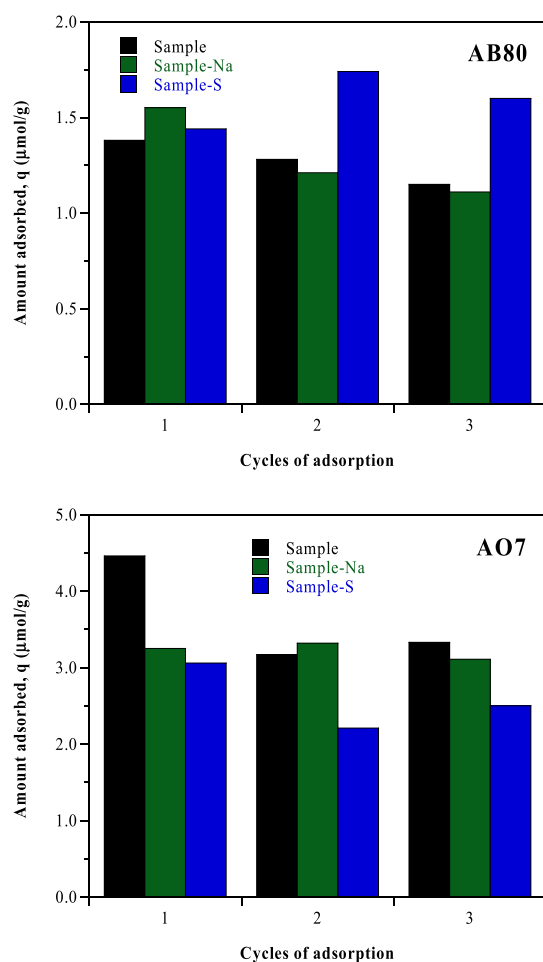 2.0
AB80
Sample
Sample-Na
Sample-S
1.5
1.0
0.5
0.0
Amount adsorbed, q (μmol/g)
1 2 3
Cycles of adsorption
5.0
AO7
Sample
Sample-Na
Sample-S
4.0
3.0
2.0
1.0
0.0
Amount adsorbed, q (μmol/g)
1 2 3
Cycles of adsorption